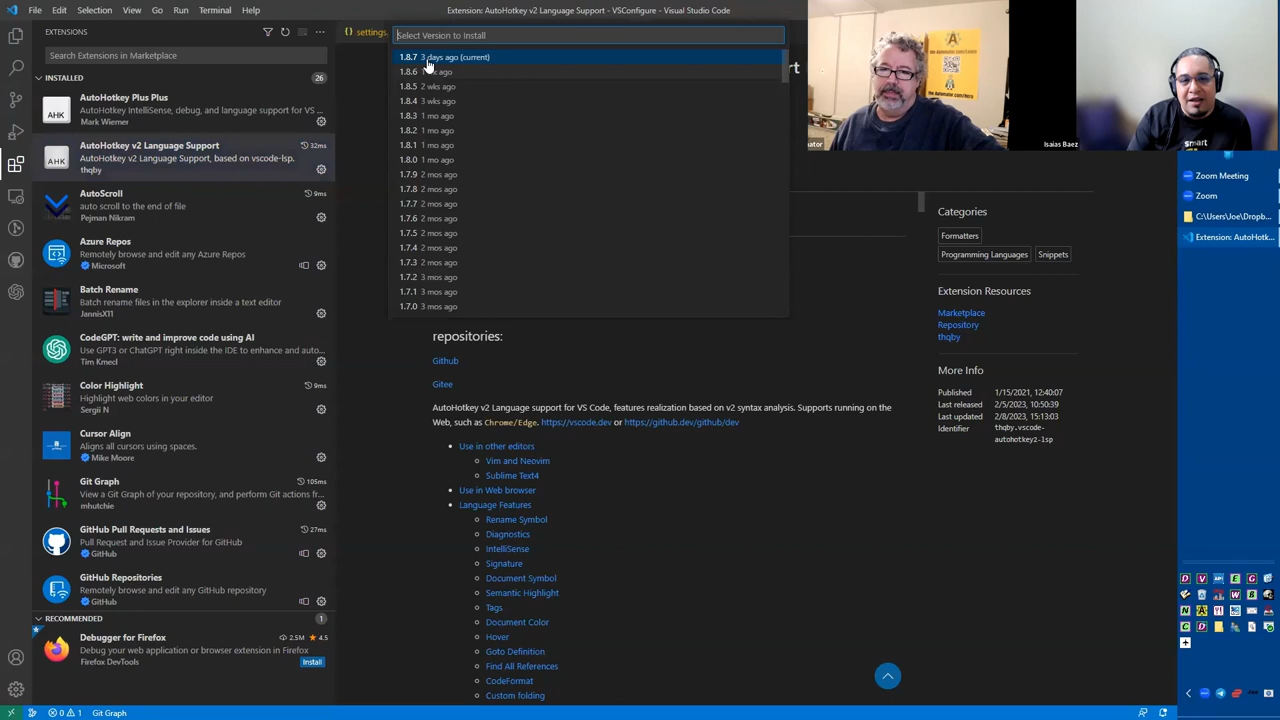 File Edit Selection View Go Run Terminal Help
Extension: AutoHotkey v2 Language Support - VSConfigure - Visual Studio Code
EXTENSIONS
Search Extensions in Marketplace
INSTALLED 26
AutoHotkey Plus Plus
AutoHotkey IntelliSense, debug, and language support for...
Mark Wiemer
AutoHotkey v2 Language Support 32ms
AutoHotkey v2 Language Support, based on vscode-lsp.
thqby
AutoScroll 9ms
auto scroll to the end of file
Pejman Nikram
Azure Repos
Remotely browse and edit any Azure Repos
Microsoft
Batch Rename
Batch rename files in the explorer inside a text editor
JannisX11
CodeGPT: write and improve code using AI
Use GPT3 or ChatGPT right inside the IDE to enhance and auto...
Tim Kmecl
Color Highlight 9ms
Highlight web colors in your editor
Sergii N
Cursor Align
Aligns all cursors using spaces.
Mike Moore
Git Graph 105ms
View a Git Graph of your repository, and perform Git actions fr...
mhutchie
GitHub Pull Requests and Issues 27ms
Pull Request and Issue Provider for GitHub
GitHub
GitHub Repositories
Remotely browse and edit any GitHub repository
GitHub
RECOMMENDED 1
Debugger for Firefox 2.5M 4.5
Debug your web application or browser extension in Firefox
Firefox DevTools Install
0 1 Git Graph
{} settings.
Select Version to Install
1.8.7 3 days ago (current)
1.8.6 ago
1.8.5 2 wks ago
1.8.4 3 wks ago
1.8.3 1 mo ago
1.8.2 1 mo ago
1.8.1 1 mo ago
1.8.0 1 mo ago
1.7.9 2 mos ago
1.7.8 2 mos ago
1.7.7 2 mos ago
1.7.6 2 mos ago
1.7.5 2 mos ago
1.7.4 2 mos ago
1.7.3 2 mos ago
1.7.2 3 mos ago
1.7.1 3 mos ago
1.7.0 3 mos ago
repositories:
Github
Gitee
AutoHotkey v2 Language support for VS Code, features realization based on v2 syntax analysis. Supports running on the
Web, such as Chrome/Edge. https://vscode.dev or https://github.dev/github/dev
Use in other editors
Vim and Neovim
Sublime Text4
Use in Web browser
Language Features
Rename Symbol
Diagnostics
IntelliSense
Signature
Document Symbol
Semantic Highlight
Tags
Document Color
Hover
Goto Definition
Find All References
CodeFormat
Custom folding
Categories
Formatters
Programming Languages Snippets
Extension Resources
Marketplace
Repository
thqby
More Info
Published 1/15/2021, 12:40:07
Last released 2/5/2023, 10:50:39
Last updated 2/8/2023, 15:13:03
Identifier thqby.vscode-
autohotkey2-lsp
Isaias Baez
smart
Zoom Meeting
Zoom
C:\Users\Joe\Dropb...
Extension: AutoHotk...
AHK
AHK